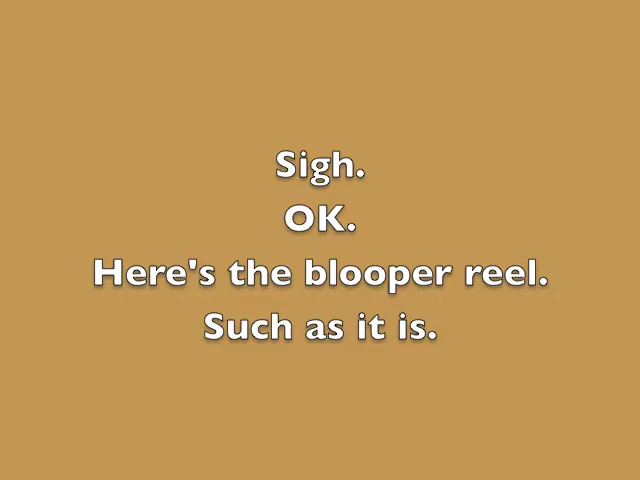 Sigh.
OK.
Here's the blooper reel.
Such as it is.